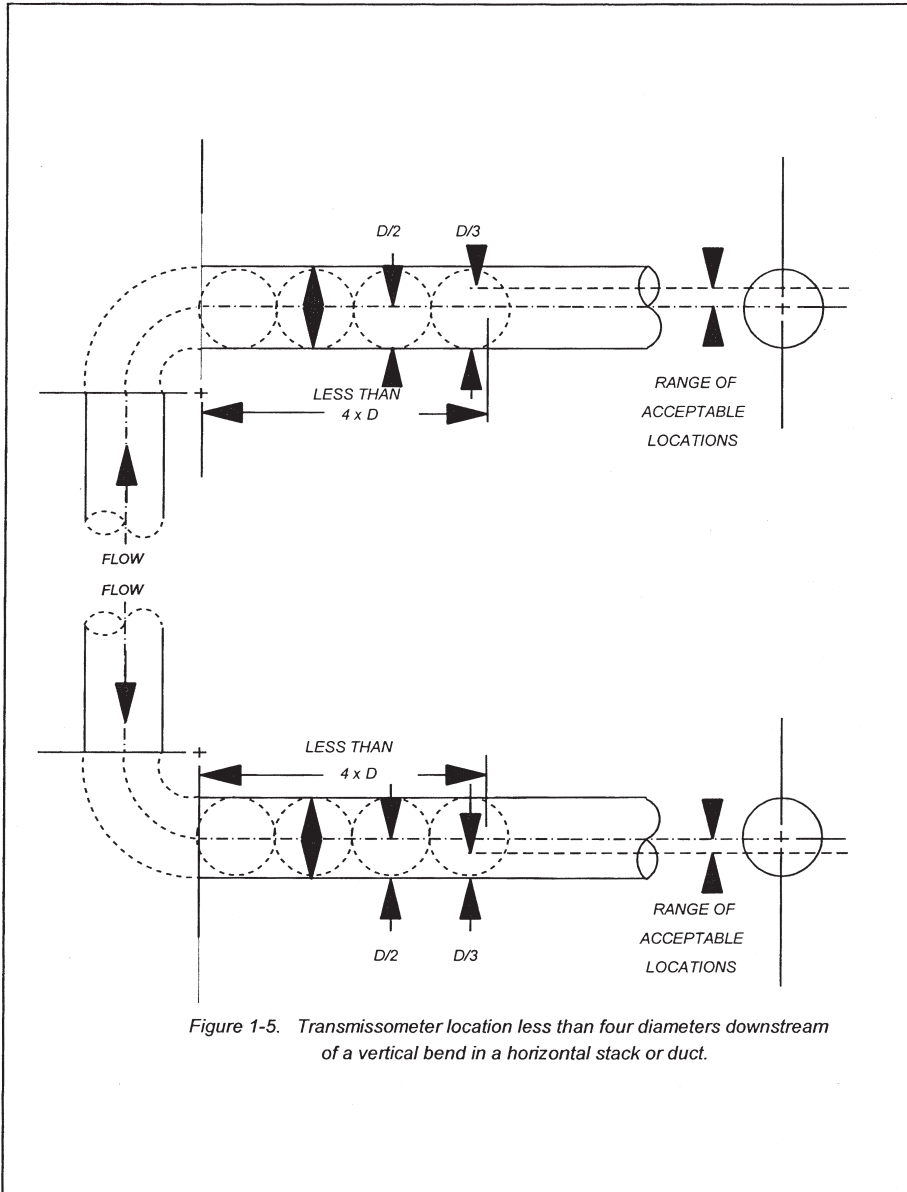 D/2
D/3
LESS THAN
4 x D
RANGE OF
ACCEPTABLE
LOCATIONS
FLOW
FLOW
LESS THAN
4 x D
RANGE OF
ACCEPTABLE
LOCATIONS
D/2
D/3
Figure 1-5. Transmissometer location less than four diameters downstream
of a vertical bend in a horizontal stack or duct.